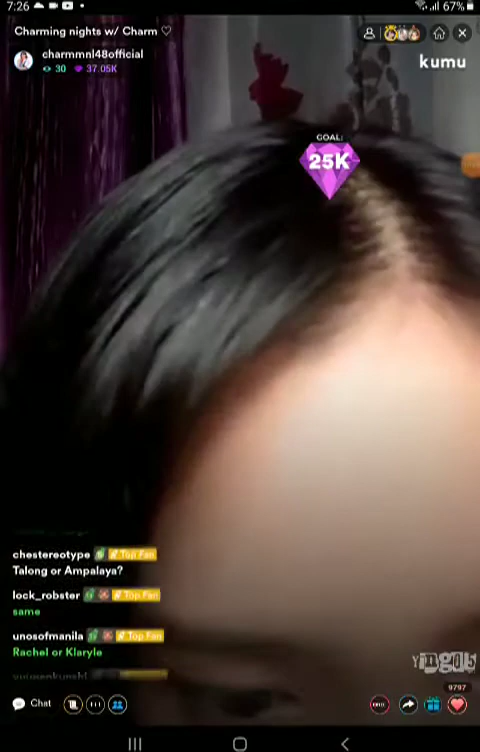 7:26
67%
Charming nights w/ Charm ♡
charmmnl48official
30 37.05K
kumu
GOAL:
25K
chestereotype Top Fan
Talong or Ampalaya?
lock_robster Top Fan
same
unosofmanila Top Fan
Rachel or Klaryle
9797
Chat